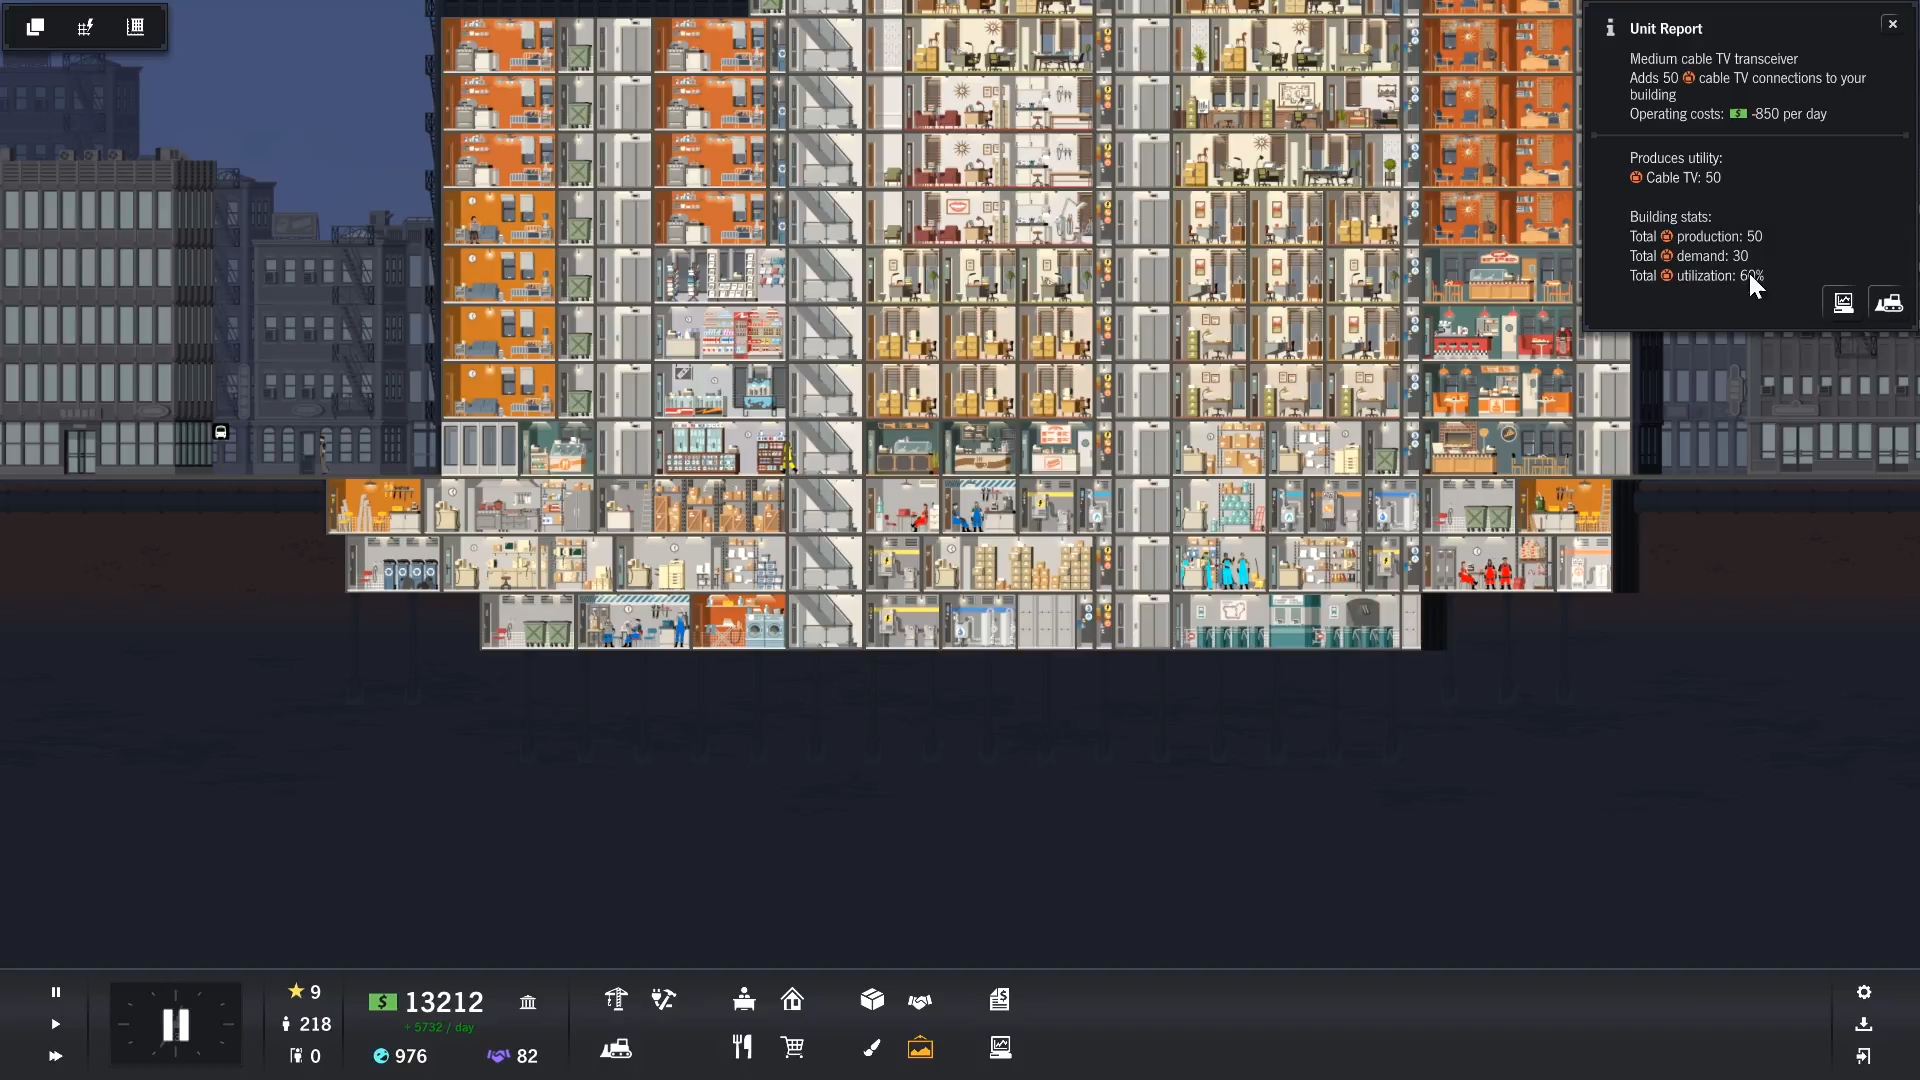 Unit Report
Medium cable TV transceiver
Adds 50 cable TV connections to your
building
Operating costs: -850 per day
Produces utility:
Cable TV: 50
Building stats:
Total production: 50
Total demand: 30
Total utilization: 60%
9
218
0
13212
+ 5732 / day
976
82